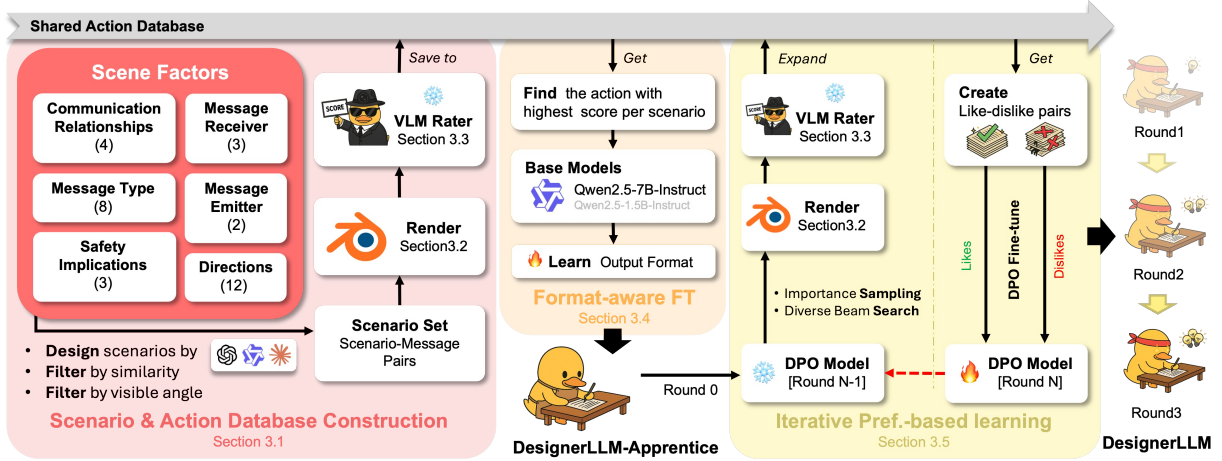 Shared Action Database
Scene Factors
Communication
Relationships
(4)
Message
Receiver
(3)
Message Type
(8)
Message
Emitter
(2)
Safety
Implications
(3)
Directions
(12)
• Design scenarios by
• Filter by similarity
• Filter by visible angle
Save to
SCORE
VLM Rater
Section 3.3
Render
Section3.2
Scenario Set
Scenario-Message
Pairs
Scenario & Action Database Construction
Section 3.1
Get
Find the action with
highest score per scenario
Base Models
Qwen2.5-7B-Instruct
Qwen2.5-1.5B-Instruct
Learn Output Format
Format-aware FT
Section 3.4
DesignerLLM-Apprentice
Round 0
Expand
SCORE
VLM Rater
Section 3.3
Render
Section3.2
• Importance Sampling
• Diverse Beam Search
DPO Model
[Round N-1]
Get
Create
Like-dislike pairs
Likes
DPO Fine-tune
Dislikes
DPO Model
[Round N]
Iterative Pref.-based learning
Section 3.5
Round1
Round2
Round3
DesignerLLM